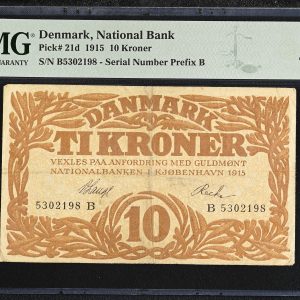 MG® Denmark, National Bank
Pick# 21d 1915 10 Kroner
S/N B5302198 - Serial Number Prefix B
DANMARK
TI KRONER
VEXLES PAA ANFORDRING MED GULDMØNT
NATIONALBANKEN I KJØBENHAVN 1915
5302198 B
B 5302198
10